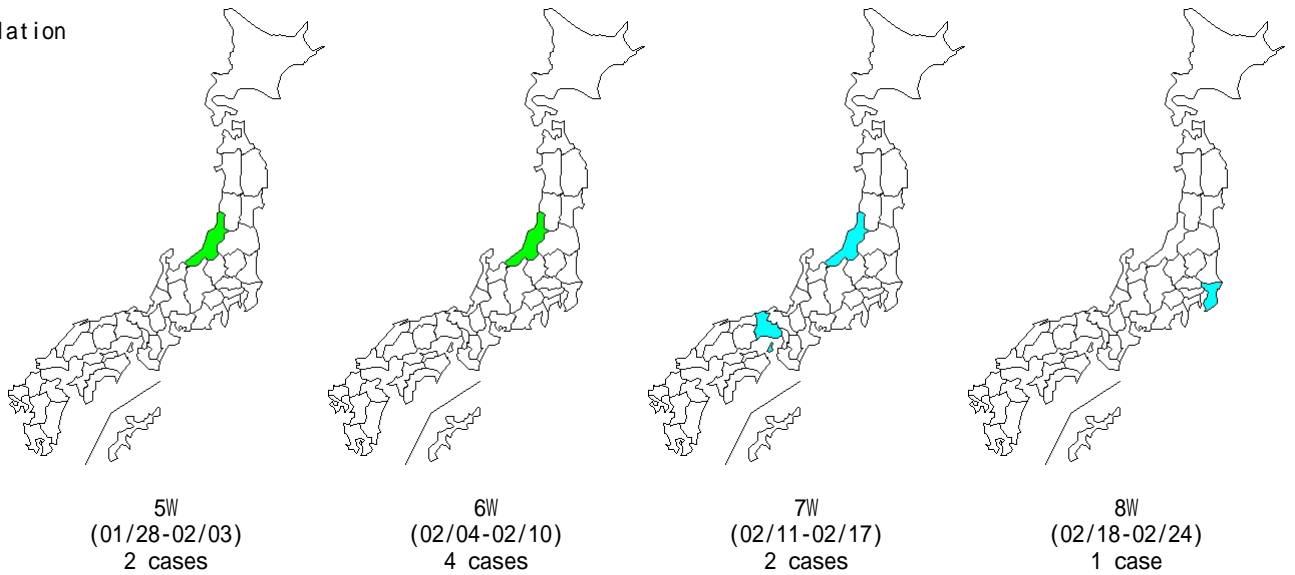 lation
5W
(01/28-02/03)
2 cases
6W
(02/04-02/10)
4 cases
7W
(02/11-02/17)
2 cases
8W
(02/18-02/24)
1 case